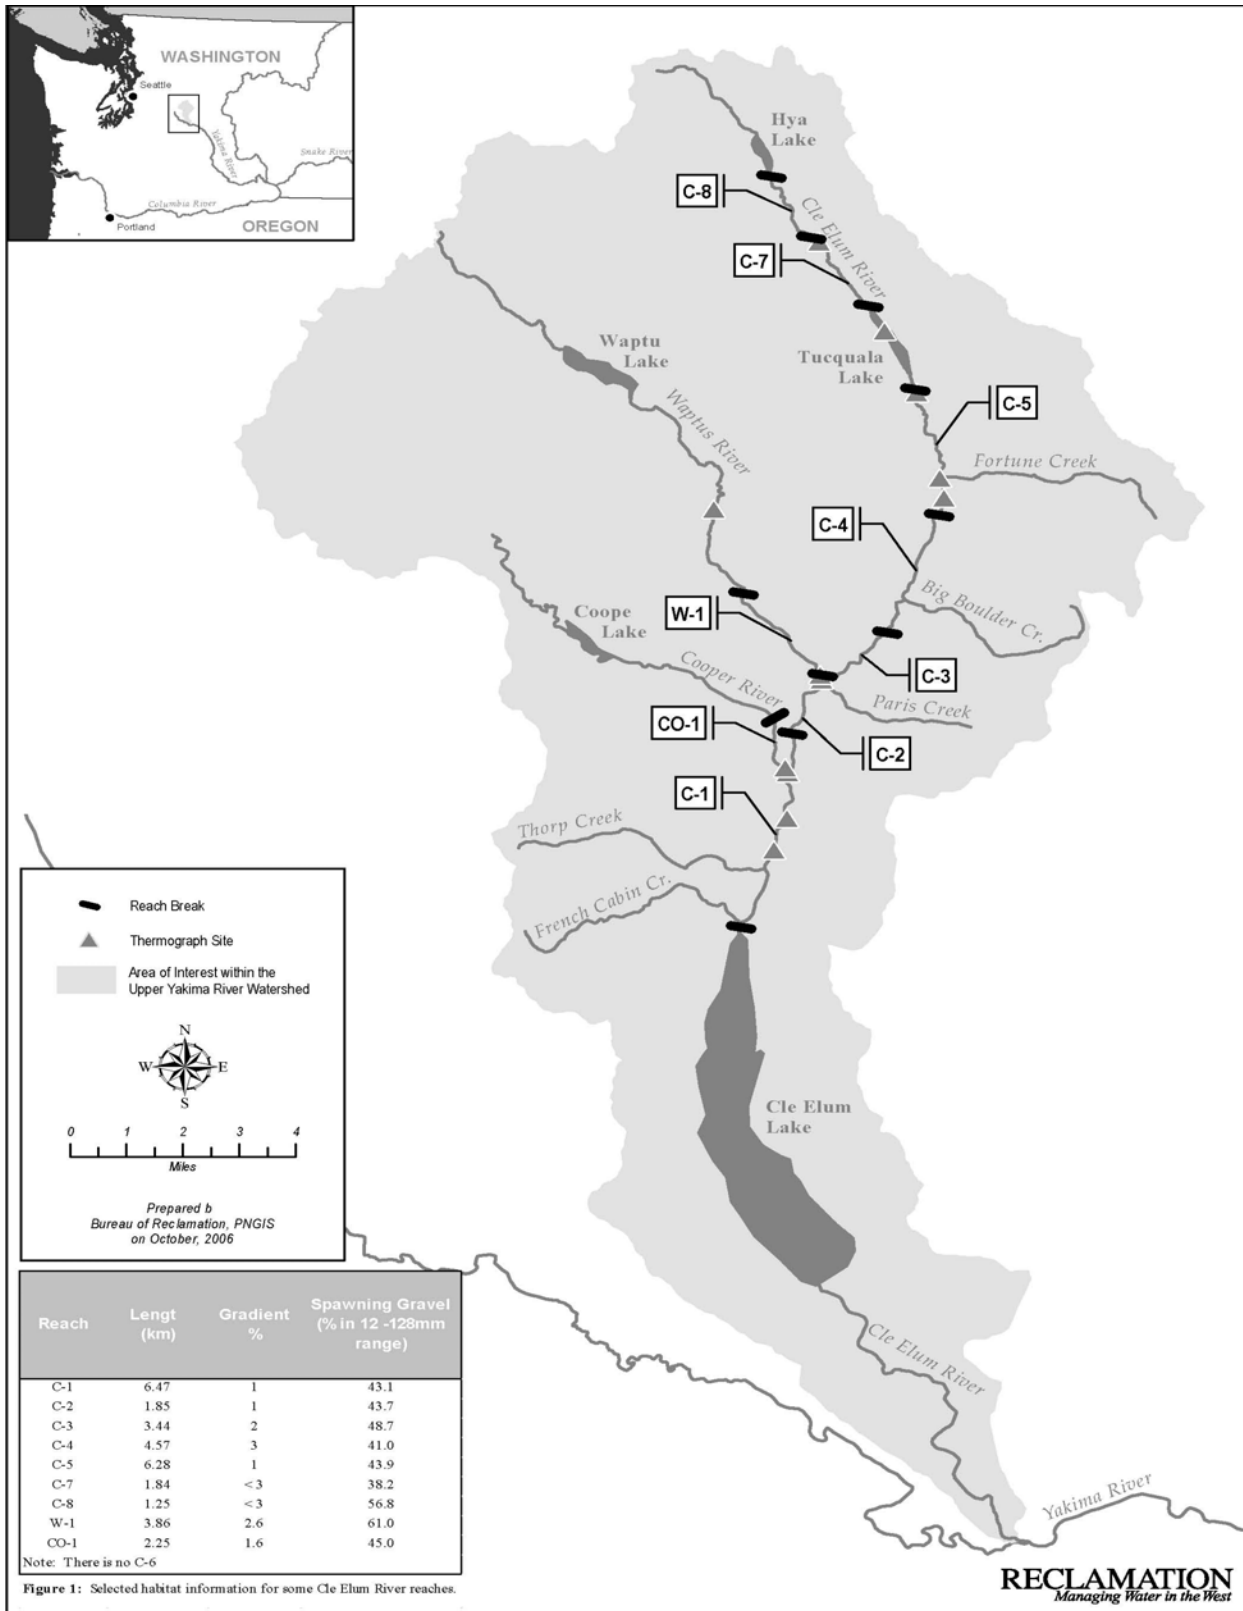 WASHINGTON
Seattle
Yakima River
Snake River
Columbia River
Portland
OREGON
Hya
Lake
C-8
Cle Elum River
C-7
Waptu
Lake
Tucquala
Lake
Waptus River
C-5
Fortune Creek
C-4
Big Boulder Cr.
Coope
Lake
W-1
Cooper River
C-3
Paris Creek
CO-1
C-2
C-1
Thorp Creek
French Cabin Cr.
Reach Break
Thermograph Site
Area of Interest within the
Upper Yakima River Watershed
N
W E
S
0 1 2 3 4
Miles
Prepared b
Bureau of Reclamation, PNGIS
on October, 2006
Cle Elum
Lake
Cle Elum River
Yakima River
Reach Lengt (km) Gradient % Spawning Gravel (% in 12 -128mm range)
C-1 6.47 1 43.1
C-2 1.85 1 43.7
C-3 3.44 2 48.7
C-4 4.57 3 41.0
C-5 6.28 1 43.9
C-7 1.84 <3 38.2
C-8 1.25 <3 56.8
W-1 3.86 2.6 61.0
CO-1 2.25 1.6 45.0
Note: There is no C-6
Figure 1: Selected habitat information for some Cle Elum River reaches.
RECLAMATION
Managing Water in the West